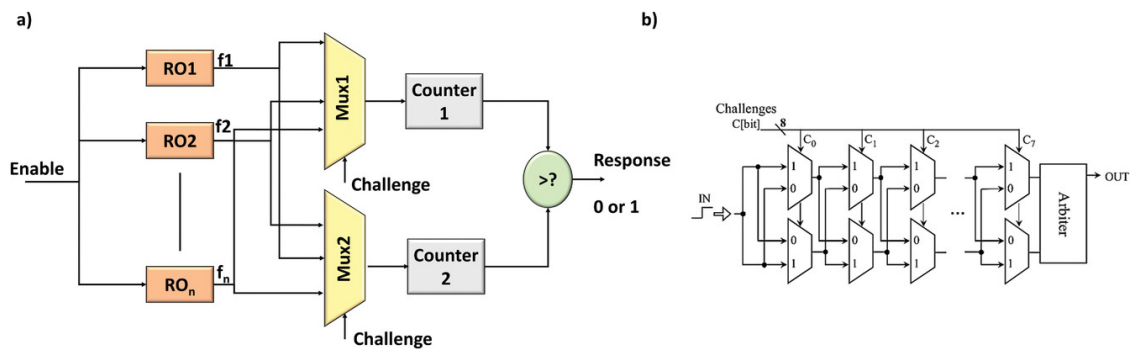 a)
Enable
RO1
f1
RO2
f2
ROn
fn
Mux1
Challenge
Mux2
Challenge
Counter
1
Counter
2
>?
Response
0 or 1
b)
Challenges
C[bit]
8
C0
C1
C2
C7
IN
1
0
0
1
1
0
0
1
1
0
0
1
...
1
0
0
1
Arbiter
OUT